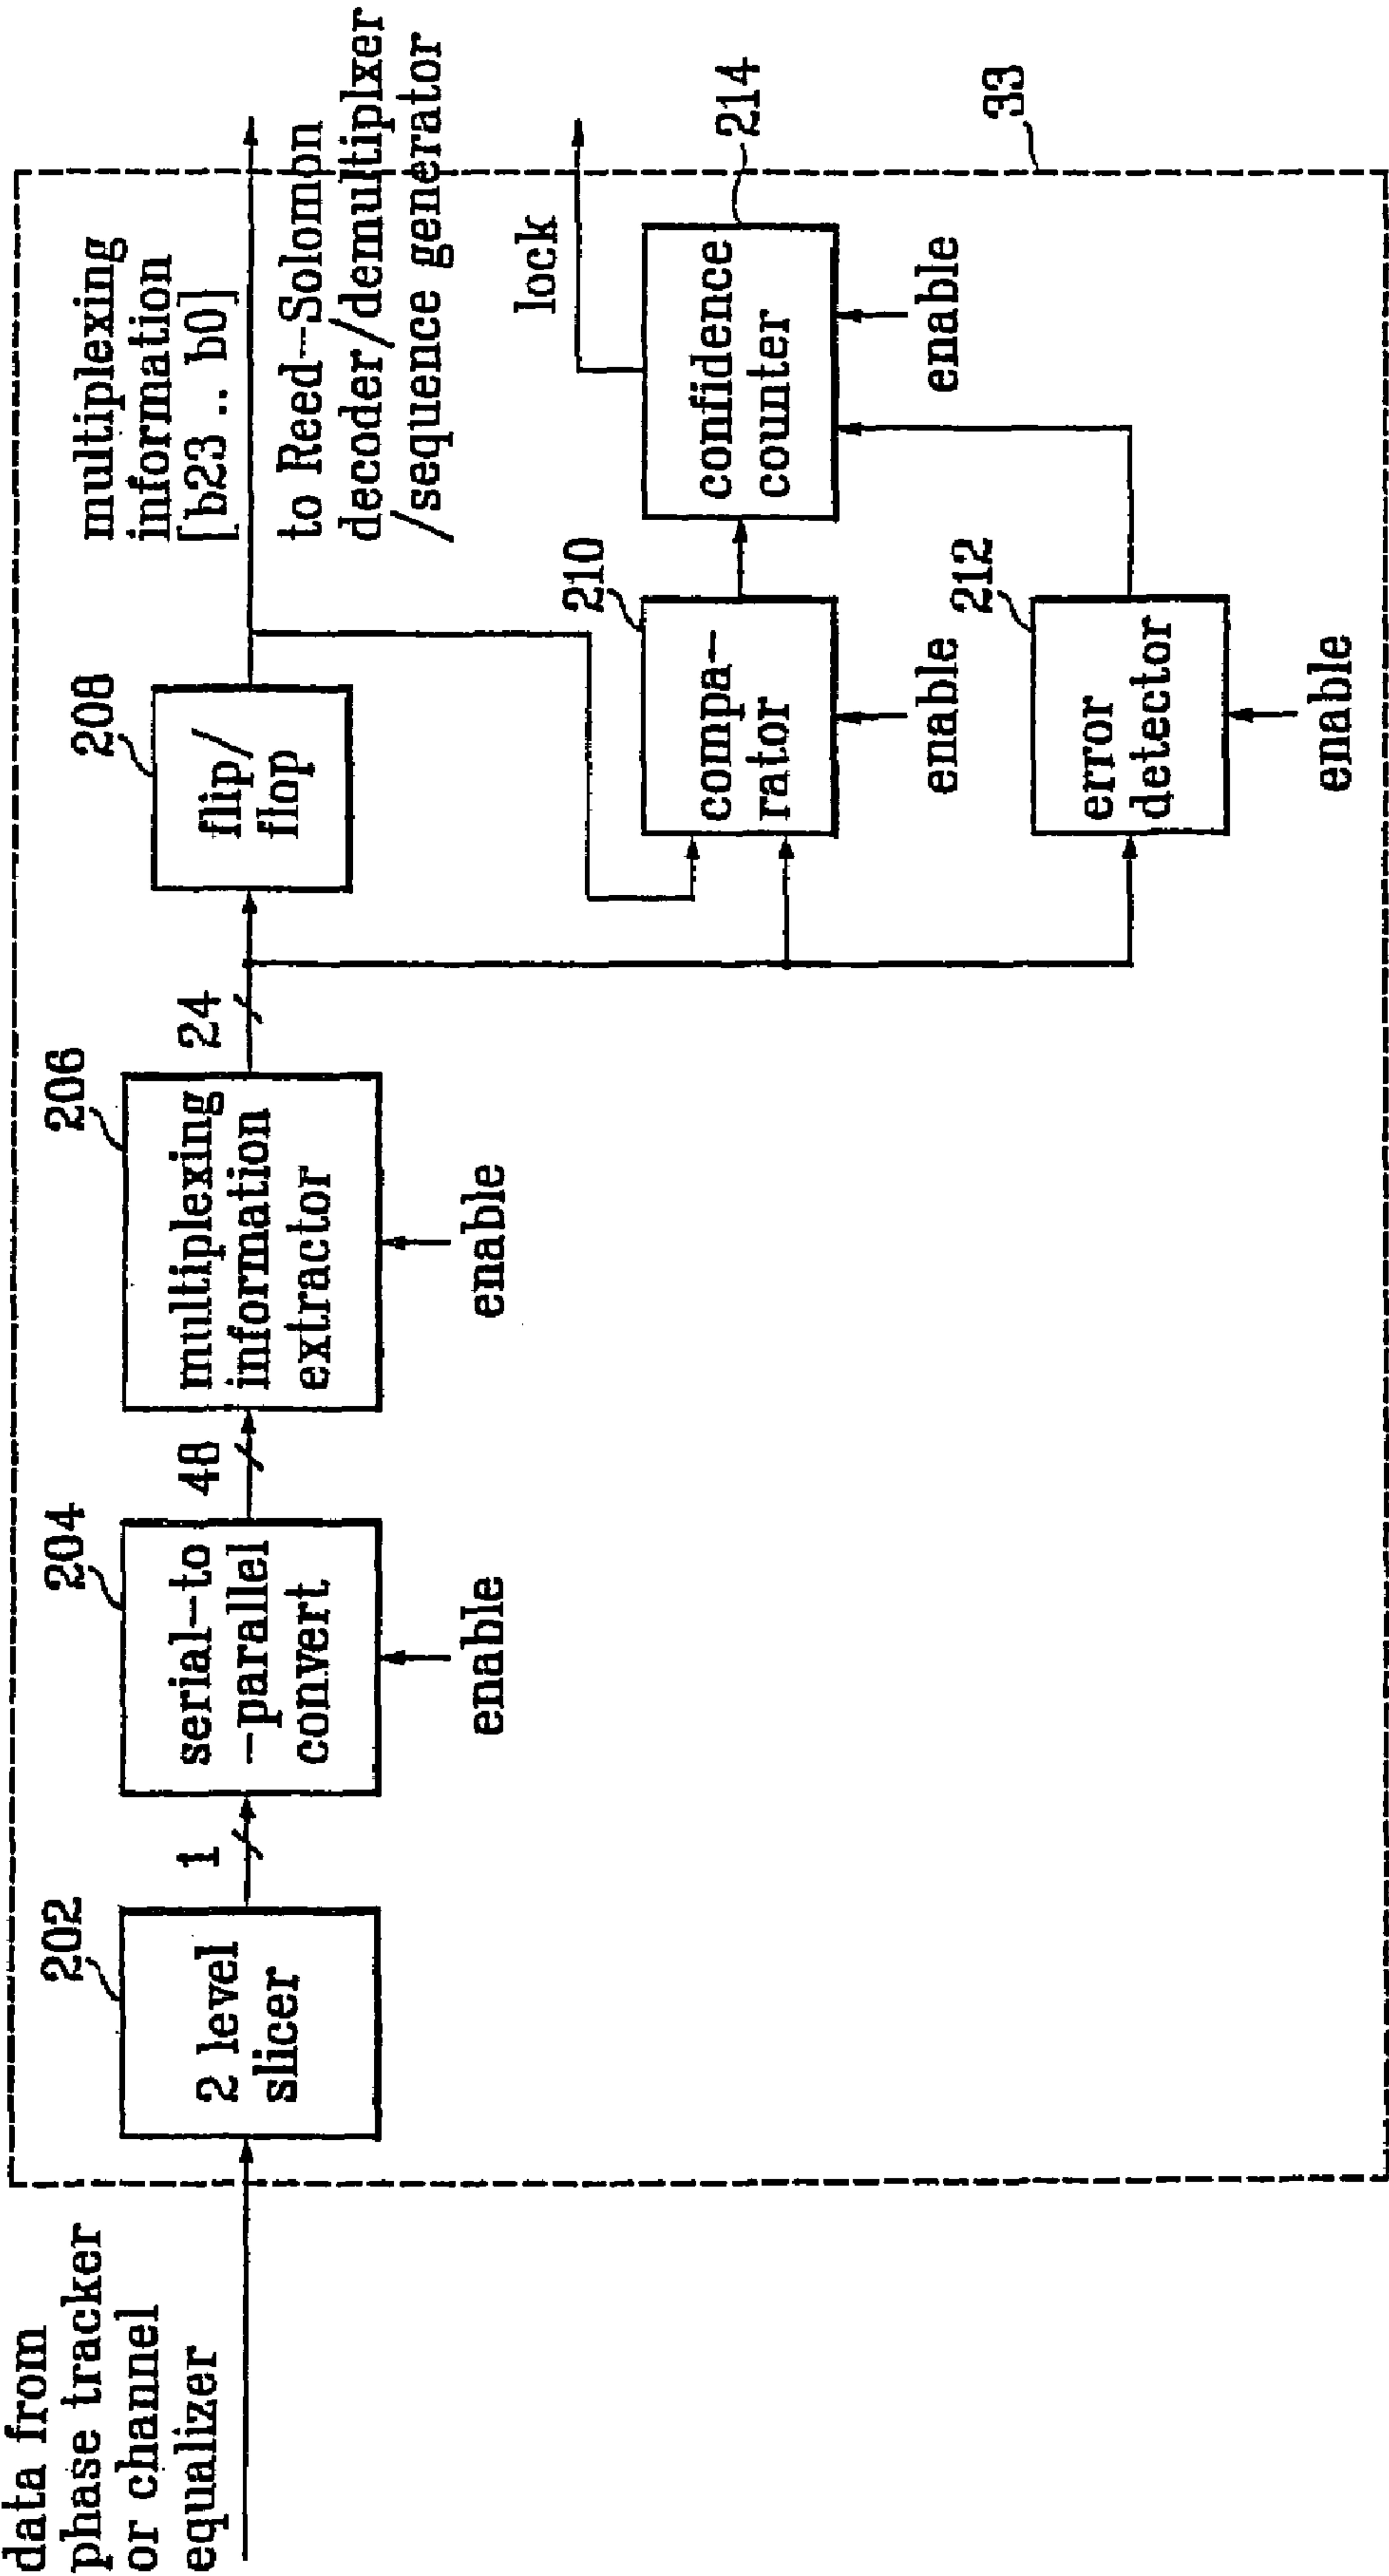 data from
phase tracker
or channel
equalizer
202
2 level
slicer
1
204
serial-to
-parallel
convert
enable
48
206
multiplexing
information
extractor
enable
24
208
flip/
flop
multiplexing
information
[b23 .. b0]
to Reed-Solomon
decoder/demultiplxer
/sequence generator
210
compa-
rator
enable
212
error
detector
enable
214
confidence
counter
enable
lock
33